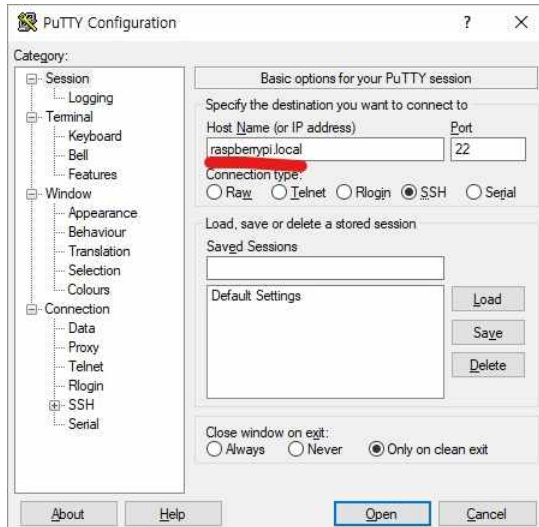 PuTTY Configuration
?
Category:
Session
Logging
Terminal
Keyboard
Bell
Features
Window
Appearance
Behaviour
Translation
Selection
Colours
Connection
Data
Proxy
Telnet
Rlogin
SSH
Serial
Basic options for your PuTTY session
Specify the destination you want to connect to
Host Name (or IP address) Port
raspberrypi.local 22
Connection type:
Raw Telnet Rlogin SSH Serial
Load, save or delete a stored session
Saved Sessions
Default Settings
Load
Save
Delete
Close window on exit:
Always Never Only on clean exit
About Help Open Cancel